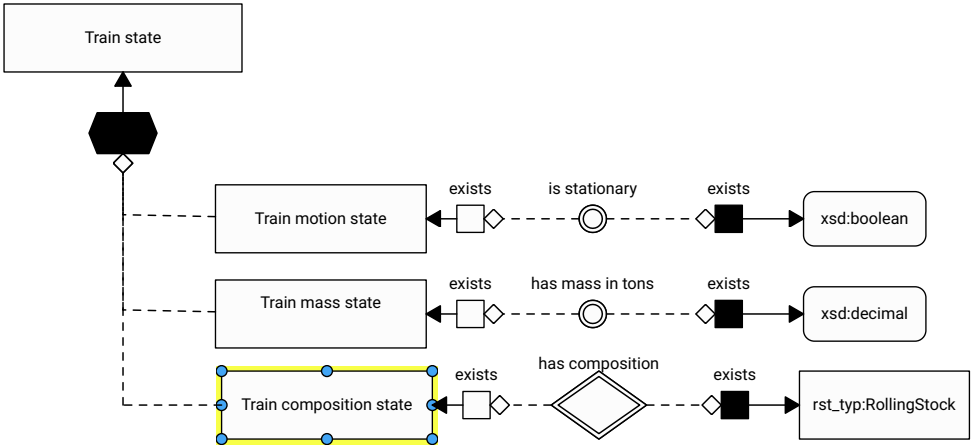 Train state
exists
is stationary
exists
Train motion state
xsd:boolean
exists
has mass in tons
exists
Train mass state
xsd:decimal
has composition
exists
exists
Train composition state
rst_typ:RollingStock